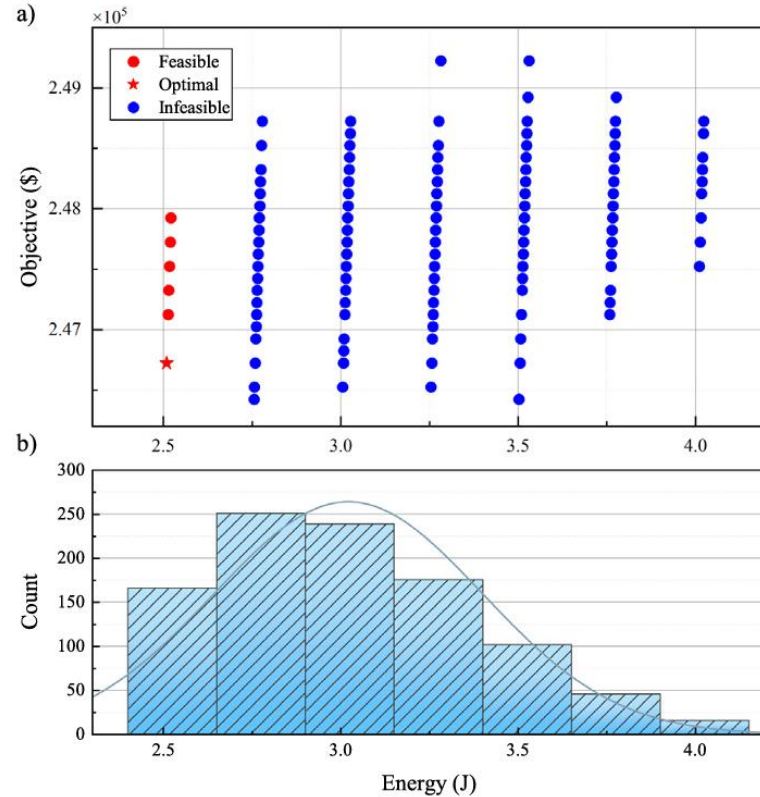 a)
×10⁵
Feasible
Optimal
Infeasible
2.49
2.48
2.47
Objective ($)
2.5 3.0 3.5 4.0
b)
300
250
200
150
100
50
0
Count
2.5 3.0 3.5 4.0
Energy (J)